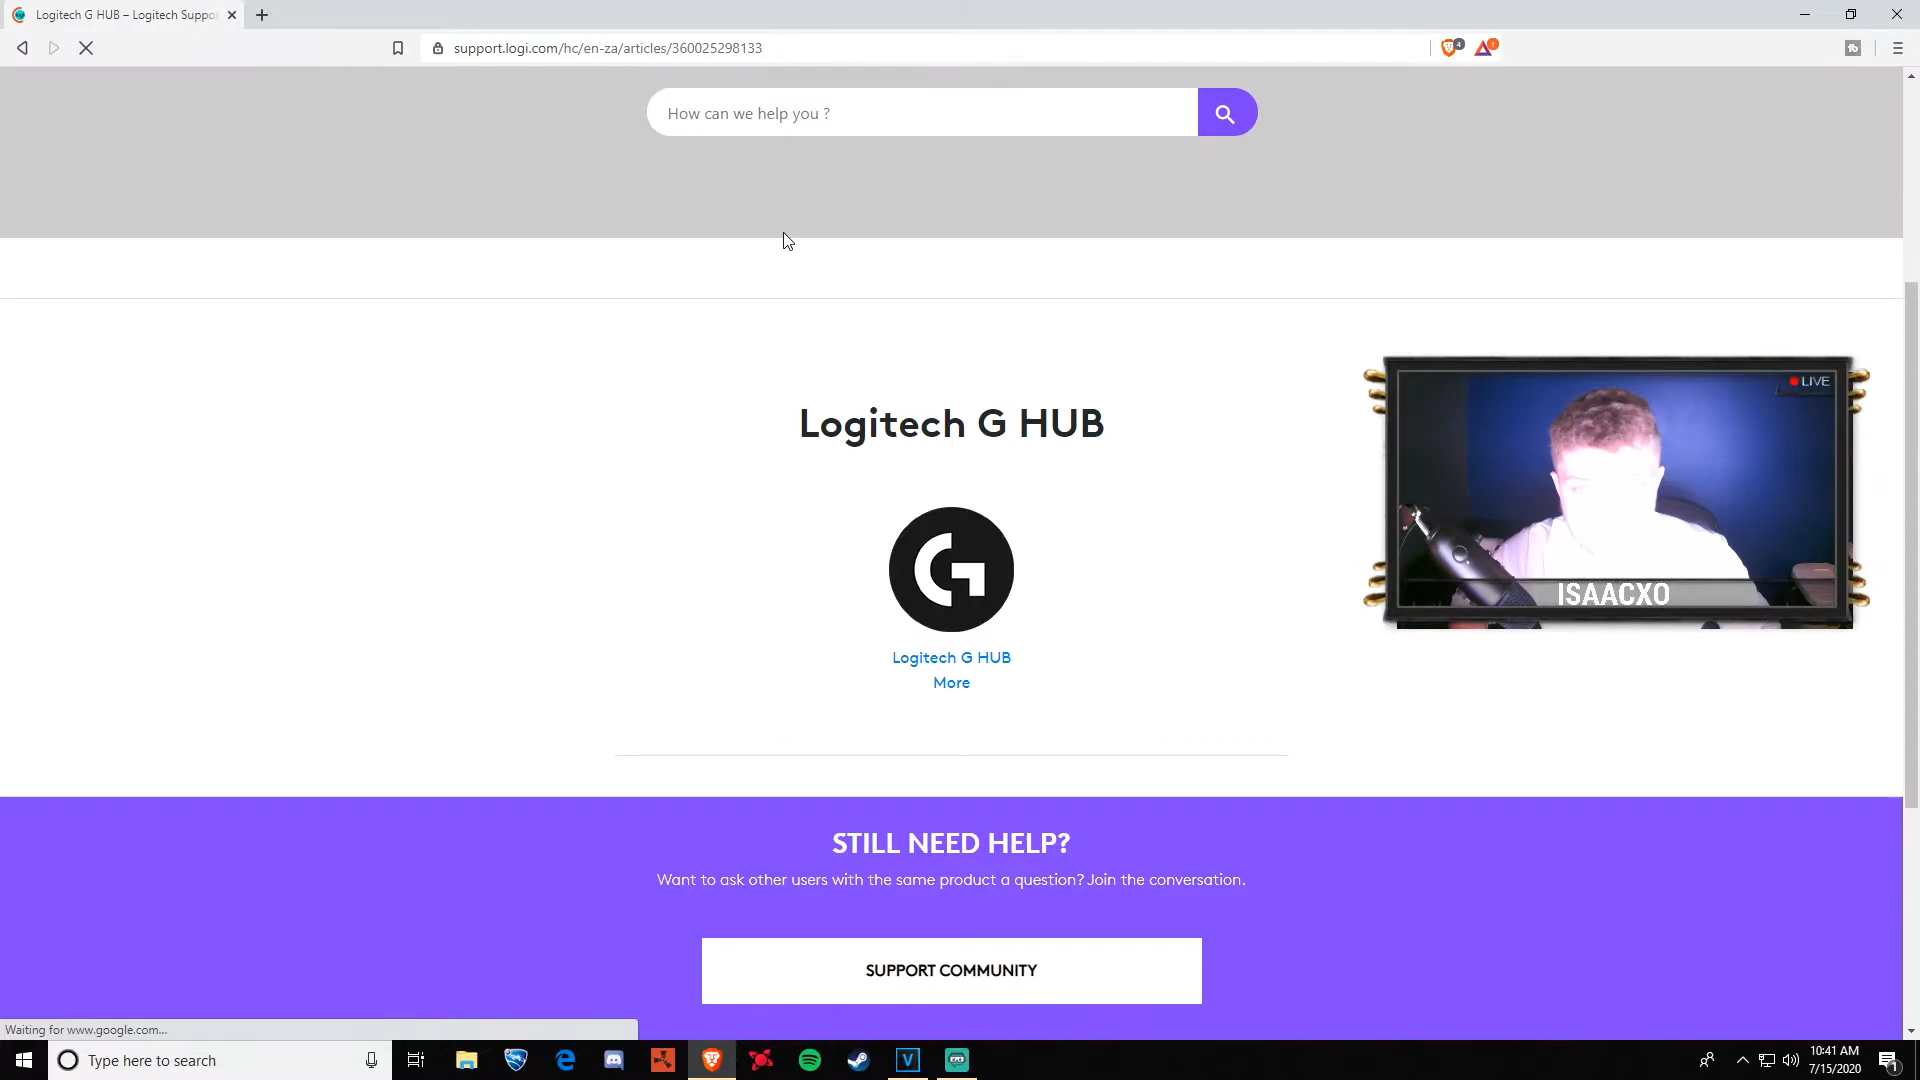 Logitech G HUB – Logitech Suppo
support.logi.com/hc/en-za/articles/360025298133
4
1
How can we help you ?
Logitech G HUB
LIVE
ISAACXO
Logitech G HUB
More
STILL NEED HELP?
Want to ask other users with the same product a question? Join the conversation.
SUPPORT COMMUNITY
Waiting for www.google.com...
Type here to search
V
10:41 AM
7/15/2020
1